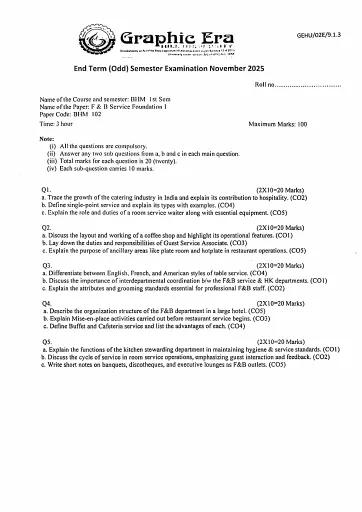 GEHU/02E/9.1.3
Graphic Era
End Term (Odd) Semester Examination November 2025
Roll no..............................
Name of the Course and semester: BHM 1st Sem
Name of the Paper: F & B Service Foundation I
Paper Code: BHM 102
Time: 3 hour Maximum Marks: 100
Note:
(i) All the questions are compulsory.
(ii) Answer any two sub questions from a, b and c in each main question.
(iii) Total marks for each question is 20 (twenty).
(iv) Each sub-question carries 10 marks.
Q1. (2X10=20 Marks)
a. Trace the growth of the catering industry in India and explain its contribution to hospitality. (CO2)
b. Define single-point service and explain its types with examples. (CO4)
c. Explain the role and duties of a room service waiter along with essential equipment. (CO5)
Q2. (2X10=20 Marks)
a. Discuss the layout and working of a coffee shop and highlight its operational features. (CO1)
b. Lay down the duties and responsibilities of Guest Service Associate. (CO3)
c. Explain the purpose of ancillary areas like plate room and hotplate in restaurant operations. (CO5)
Q3. (2X10=20 Marks)
a. Differentiate between English, French, and American styles of table service. (CO4)
b. Discuss the importance of interdepartmental coordination b/w the F&B service & HK departments. (CO1)
c. Explain the attributes and grooming standards essential for professional F&B staff. (CO2)
Q4. (2X10=20 Marks)
a. Describe the organization structure of the F&B department in a large hotel. (CO5)
b. Explain Mise-en-place activities carried out before restaurant service begins. (CO3)
c. Define Buffet and Cafeteria service and list the advantages of each. (CO4)
Q5. (2X10=20 Marks)
a. Explain the functions of the kitchen stewarding department in maintaining hygiene & service standards. (CO1)
b. Discuss the cycle of service in room service operations, emphasizing guest interaction and feedback. (CO2)
c. Write short notes on banquets, discotheques, and executive lounges as F&B outlets. (CO5)